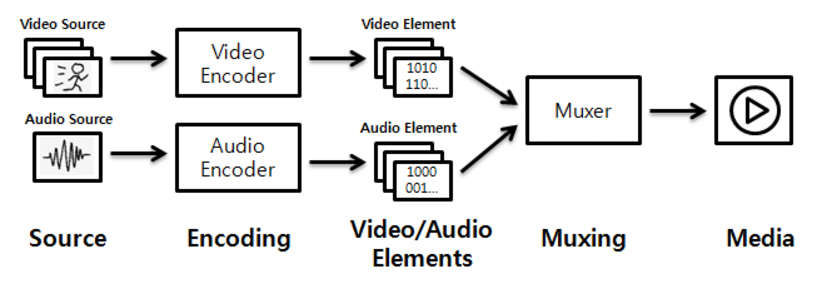 Video Source
Video
Encoder
Video Element
1010
110...
Audio Source
Audio
Encoder
Audio Element
1000
001...
Muxer
Source
Encoding
Video/Audio
Elements
Muxing
Media